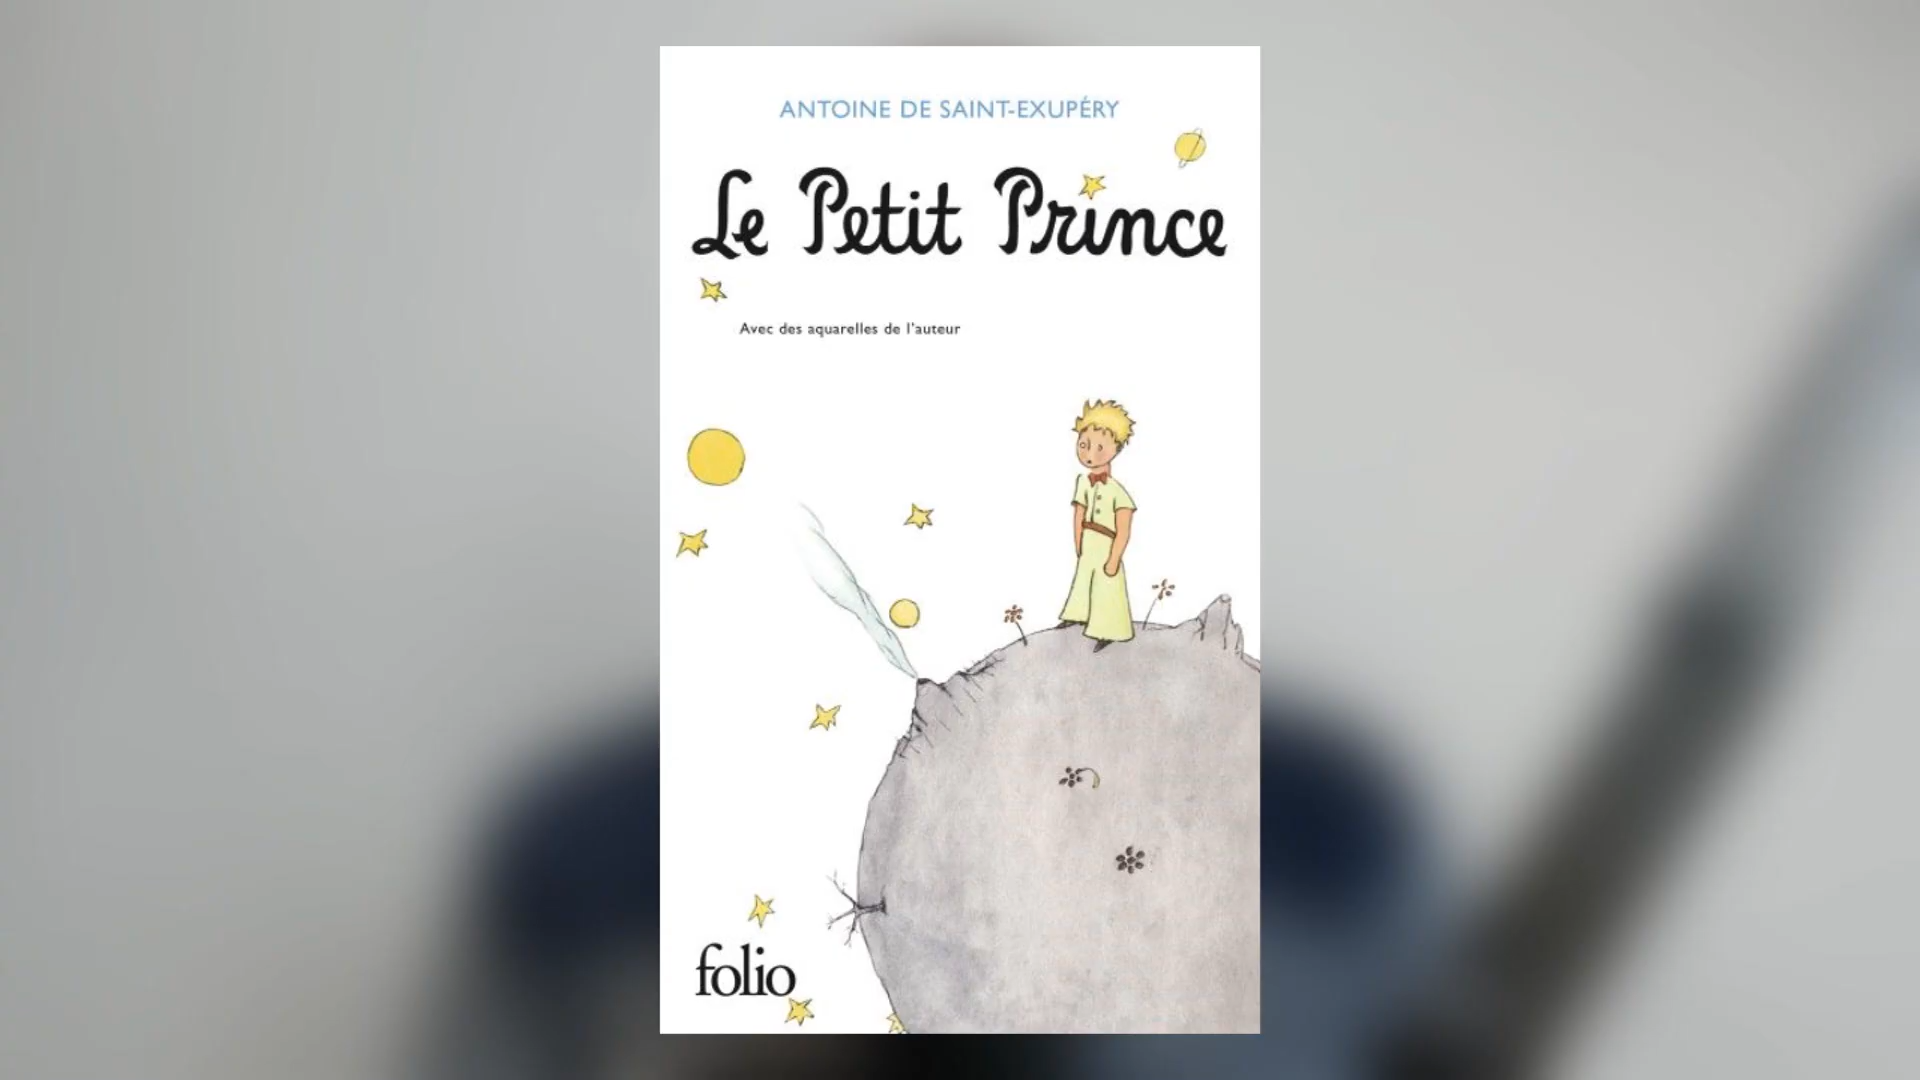 ANTOINE DE SAINT-EXUPÉRY
Le Petit Prince
Avec des aquarelles de l'auteur
folio